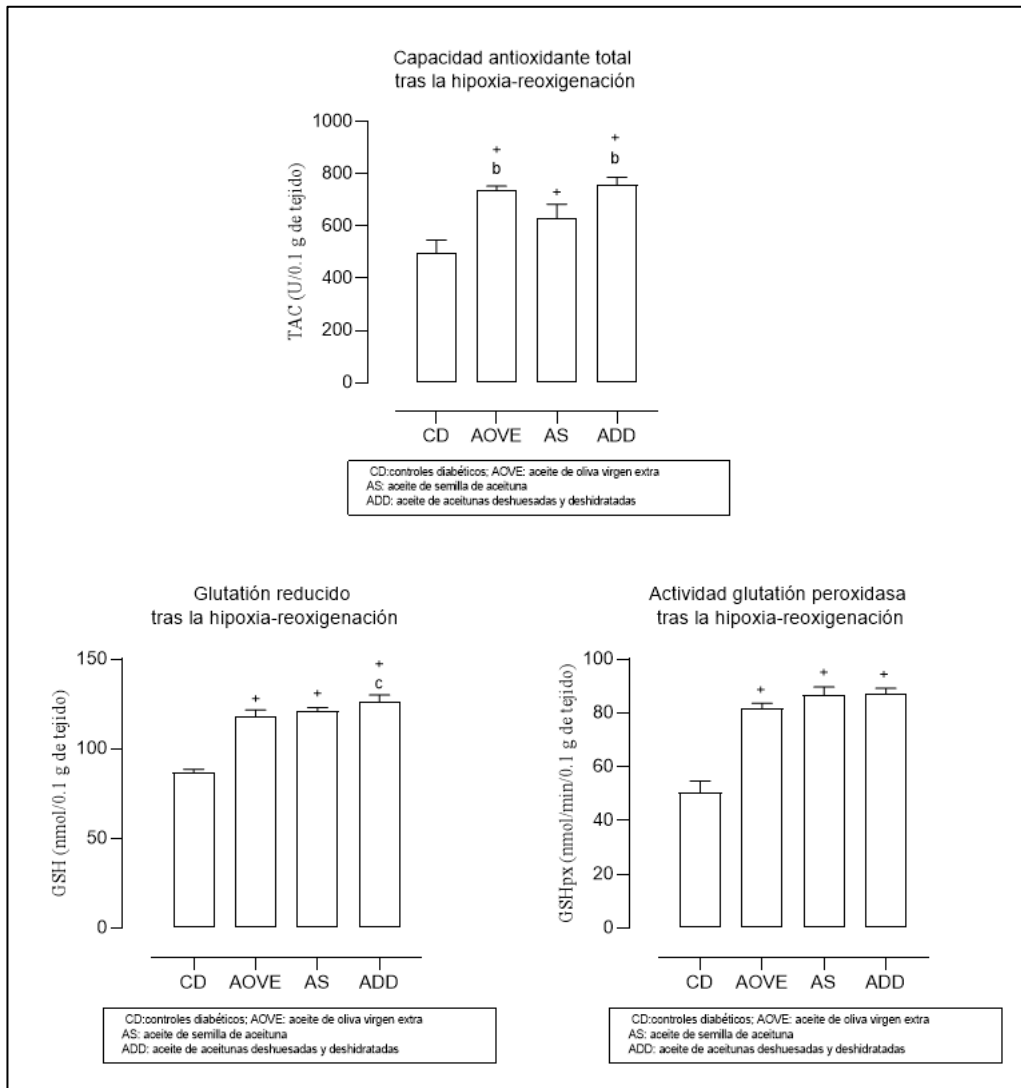 Capacidad antioxidante total
tras la hipoxia-reoxigenación
TAC (U/0.1 g de tejido)
1000
800
600
400
200
0
+
b
+
+
b
CD AOVE AS ADD
CD:controles diabéticos; AOVE: aceite de oliva virgen extra
AS: aceite de semilla de aceituna
ADD: aceite de aceitunas deshuesadas y deshidratadas
Glutatión reducido
tras la hipoxia-reoxigenación
GSH (nmol/0.1 g de tejido)
150
100
50
0
+
+
+
c
CD AOVE AS ADD
CD:controles diabéticos; AOVE: aceite de oliva virgen extra
AS: aceite de semilla de aceituna
ADD: aceite de aceitunas deshuesadas y deshidratadas
Actividad glutatión peroxidasa
tras la hipoxia-reoxigenación
GSHpx (nmol/min/0.1 g de tejido)
100
80
60
40
20
0
+
+
+
CD AOVE AS ADD
CD:controles diabéticos; AOVE: aceite de oliva virgen extra
AS: aceite de semilla de aceituna
ADD: aceite de aceitunas deshuesadas y deshidratadas